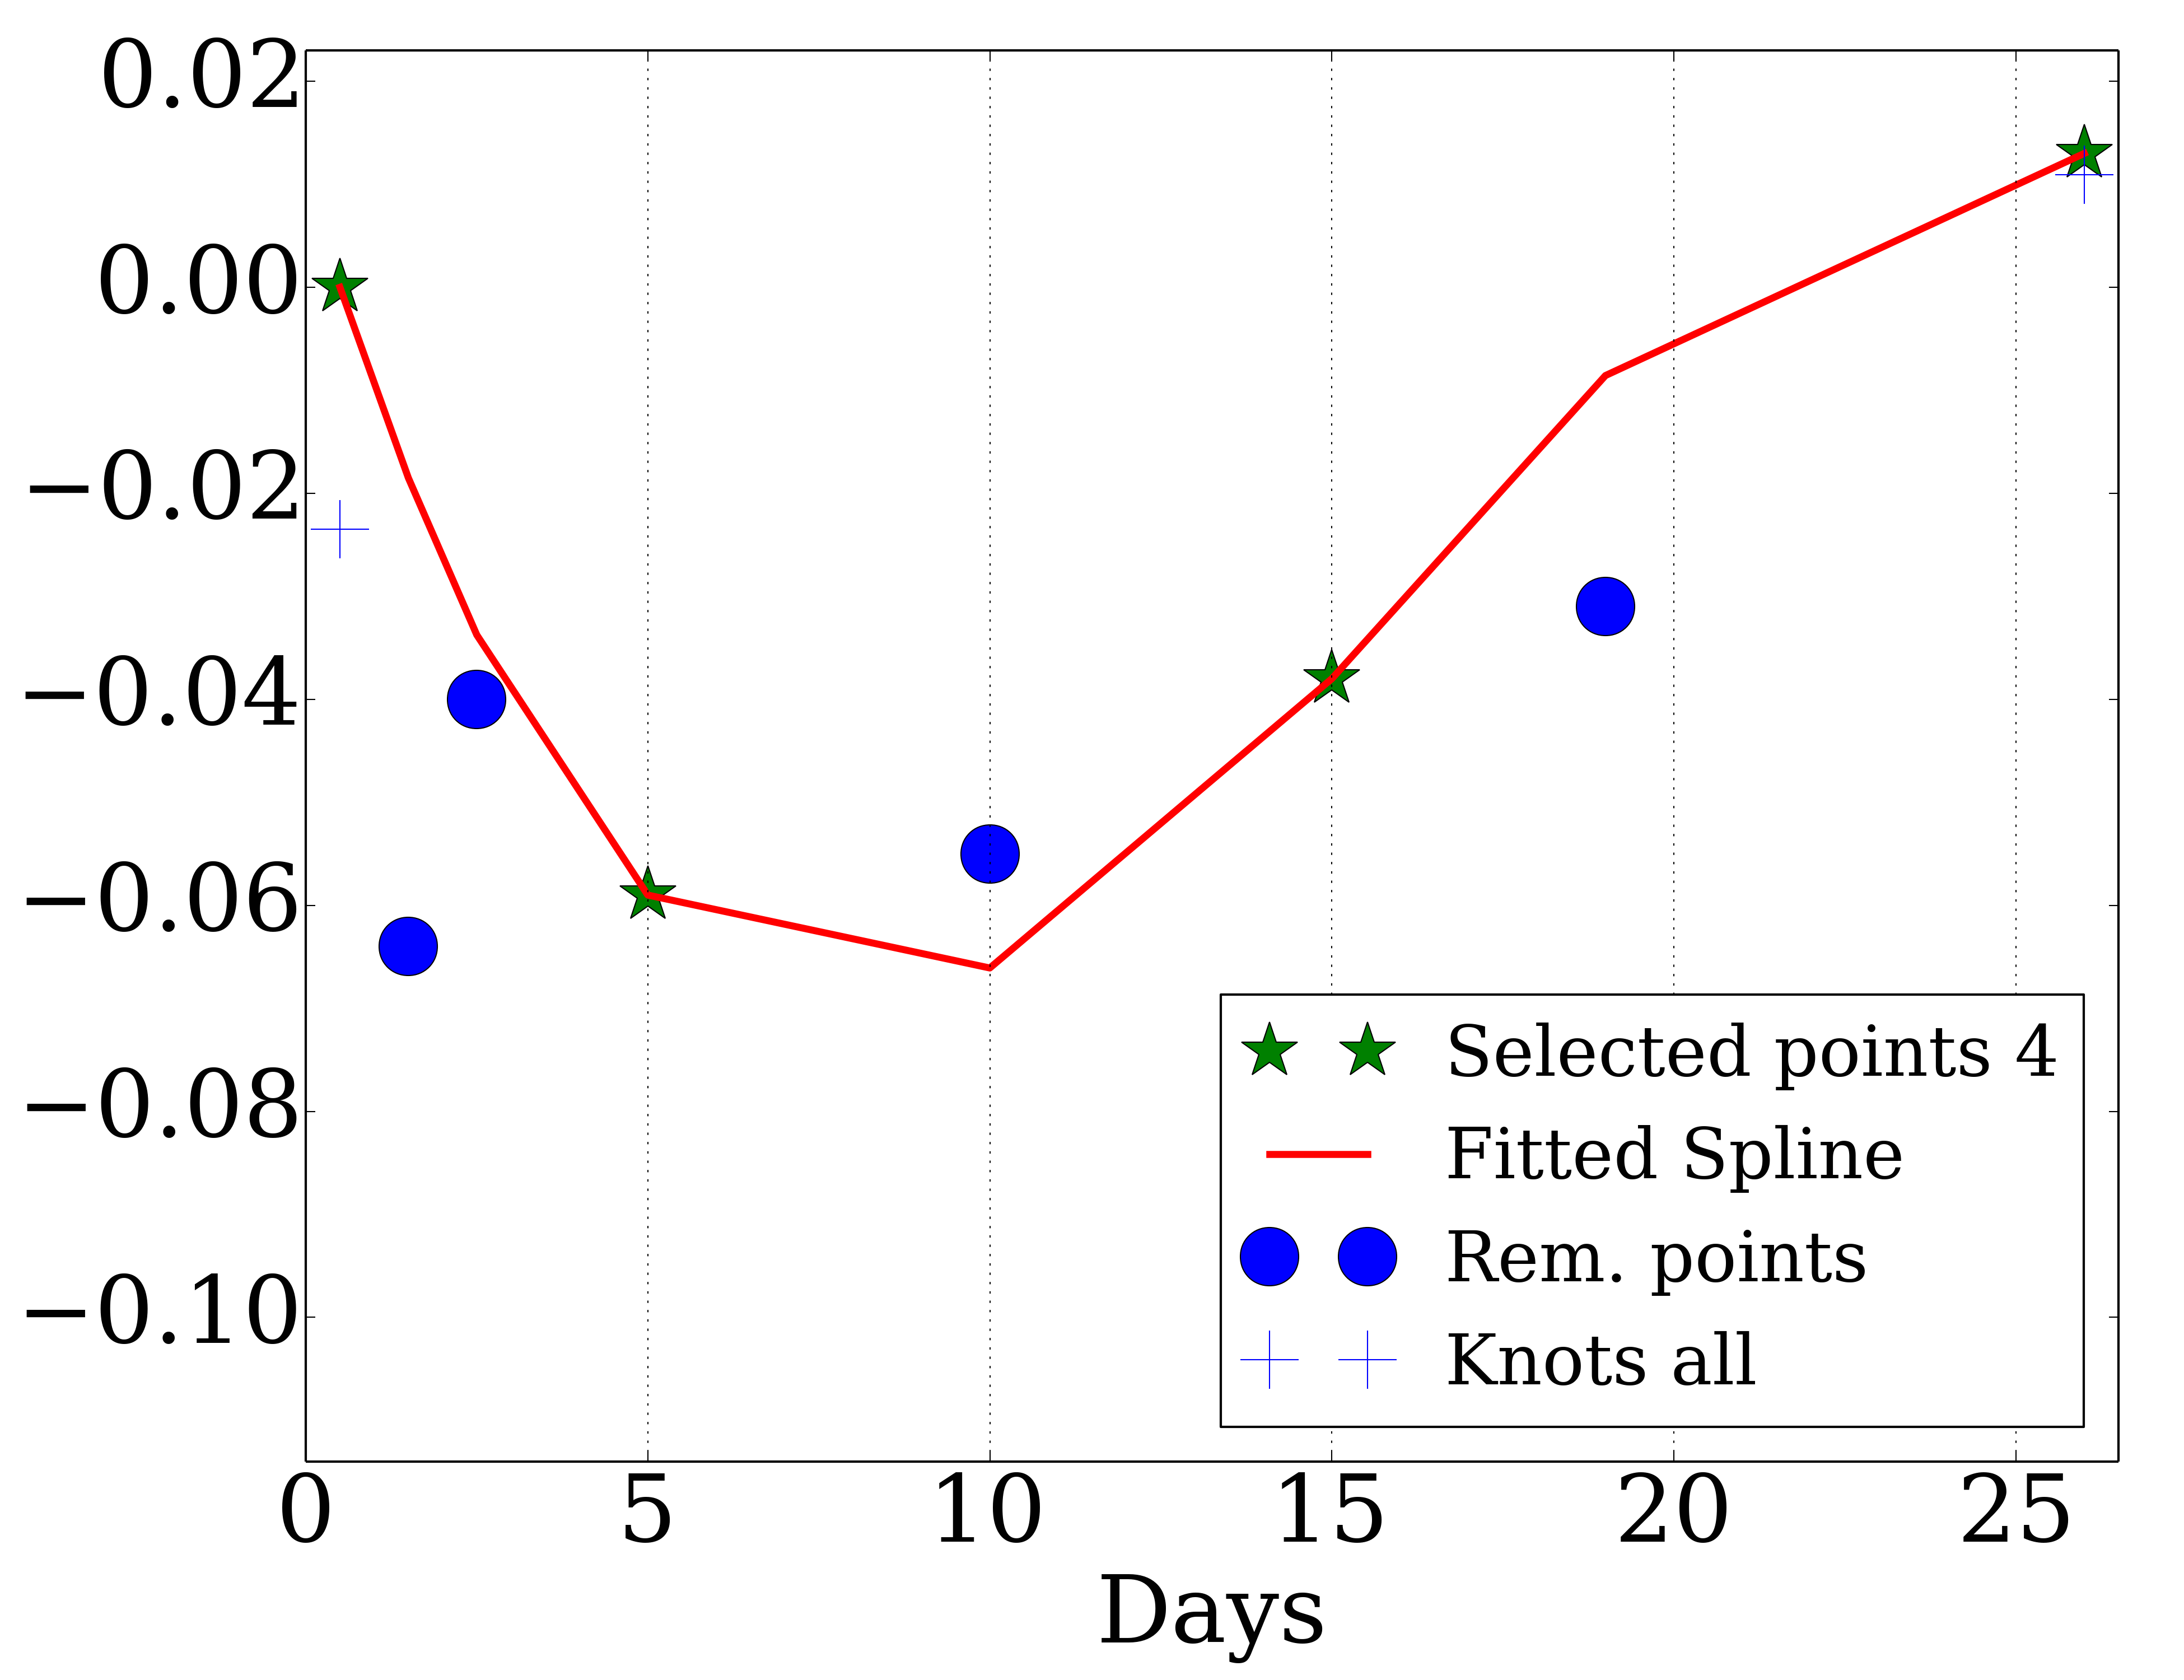 0.02
0.00
−0.02
−0.04
−0.06
−0.08
−0.10
Selected points 4
Fitted Spline
Rem. points
Knots all
0 5 10 15 20 25
Days